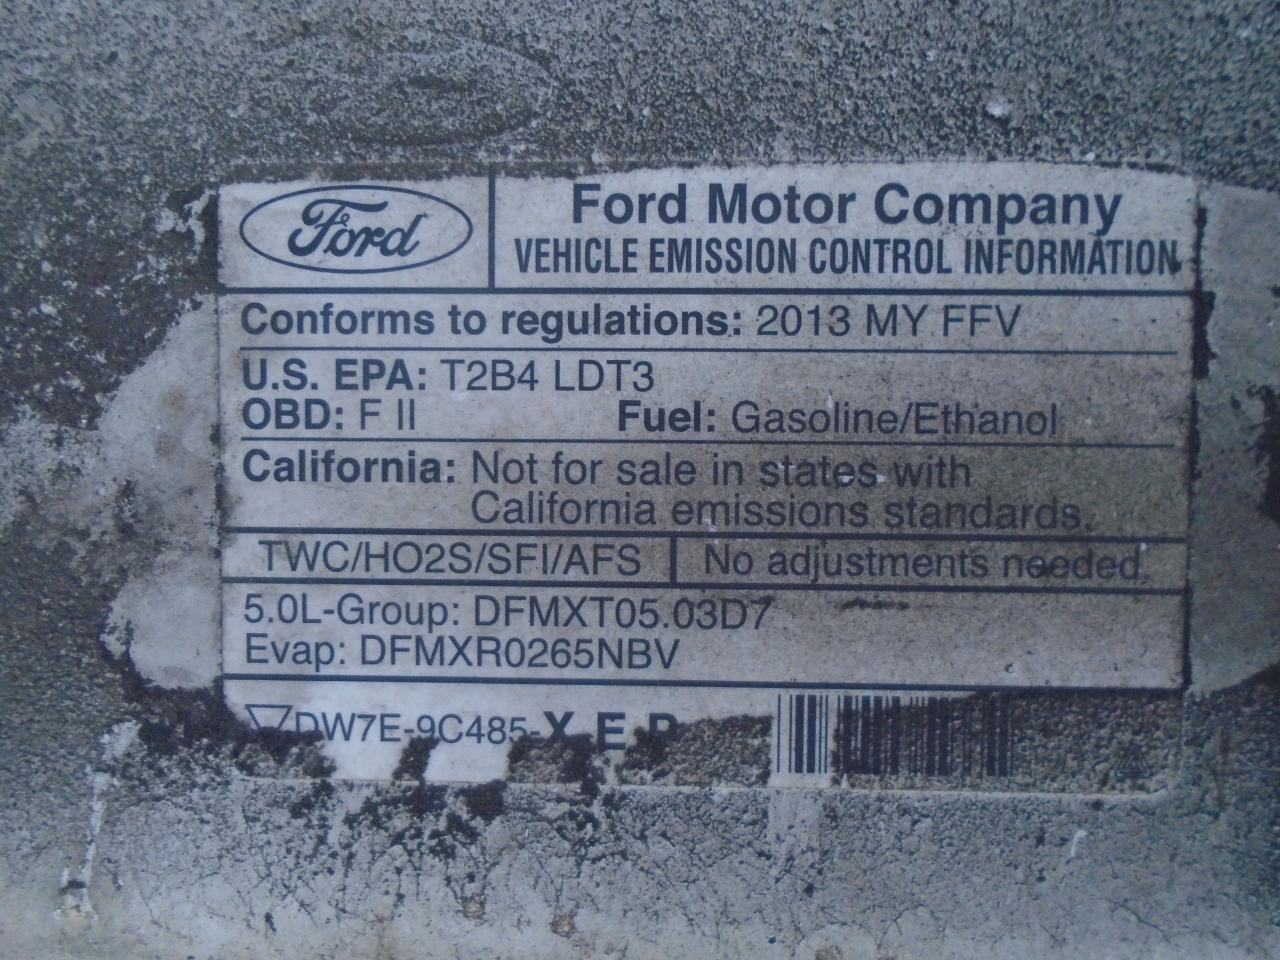 Ford
Ford Motor Company
VEHICLE EMISSION CONTROL INFORMATION
Conforms to regulations: 2013 MY FFV
U.S. EPA: T2B4 LDT3
OBD: F II Fuel: Gasoline/Ethanol
California: Not for sale in states with
California emissions standards.
TWC/HO2S/SFI/AFS No adjustments needed.
5.0L-Group: DFMXT05.03D7
Evap: DFMXR0265NBV
DW7E-9C485-X E